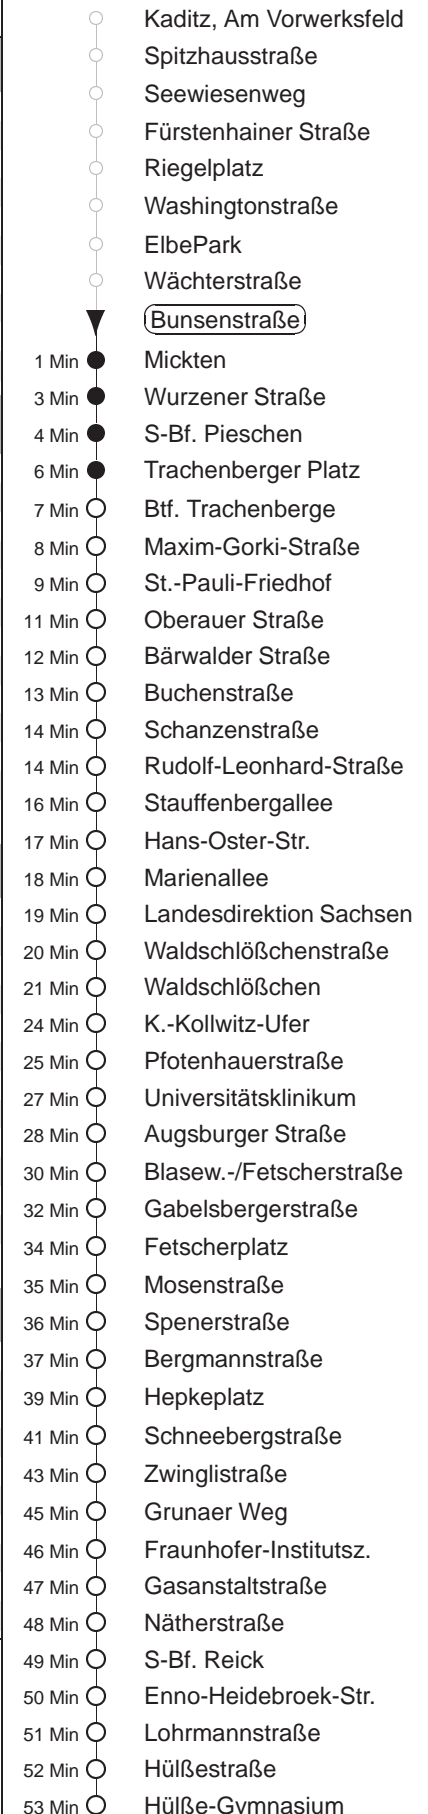 Kaditz, Am Vorwerksfeld
Spitzhausstraße
Seewiesenweg
Fürstenhainer Straße
Riegelplatz
Washingtonstraße
ElbePark
Wächterstraße
Bunsenstraße
1 Min Mickten
3 Min Wurzener Straße
4 Min S-Bf. Pieschen
6 Min Trachenberger Platz
7 Min Btf. Trachenberge
8 Min Maxim-Gorki-Straße
9 Min St.-Pauli-Friedhof
11 Min Oberauer Straße
12 Min Bärwalder Straße
13 Min Buchenstraße
14 Min Schanzenstraße
14 Min Rudolf-Leonhard-Straße
16 Min Stauffenbergallee
17 Min Hans-Oster-Str.
18 Min Marienallee
19 Min Landesdirektion Sachsen
20 Min Waldschlößchenstraße
21 Min Waldschlößchen
24 Min K.-Kollwitz-Ufer
25 Min Pfotenhauerstraße
27 Min Universitätsklinikum
28 Min Augsburger Straße
30 Min Blasew.-/Fetscherstraße
32 Min Gabelsbergerstraße
34 Min Fetscherplatz
35 Min Mosenstraße
36 Min Spenerstraße
37 Min Bergmannstraße
39 Min Hepkeplatz
41 Min Schneebergstraße
43 Min Zwinglistraße
45 Min Grunaer Weg
46 Min Fraunhofer-Institutsz.
47 Min Gasanstaltstraße
48 Min Nätherstraße
49 Min S-Bf. Reick
50 Min Enno-Heidebroek-Str.
51 Min Lohrmannstraße
52 Min Hülßestraße
53 Min Hülße-Gymnasium